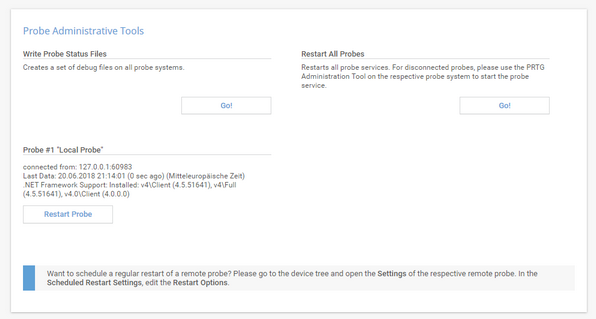 Probe Administrative Tools
Write Probe Status Files
Creates a set of debug files on all probe systems.
Go!
Restart All Probes
Restarts all probe services. For disconnected probes, please use the PRTG
Administration Tool on the respective probe system to start the probe
service.
Go!
Probe #1 "Local Probe"
connected from: 127.0.0.1:60983
Last Data: 20.06.2018 21:14:01 (0 sec ago) (Mitteleuropäische Zeit)
.NET Framework Support: Installed: v4\Client (4.5.51641), v4\Full
(4.5.51641), v4.0\Client (4.0.0.0)
Restart Probe
Want to schedule a regular restart of a remote probe? Please go to the device tree and open the Settings of the respective remote probe. In the
Scheduled Restart Settings, edit the Restart Options.